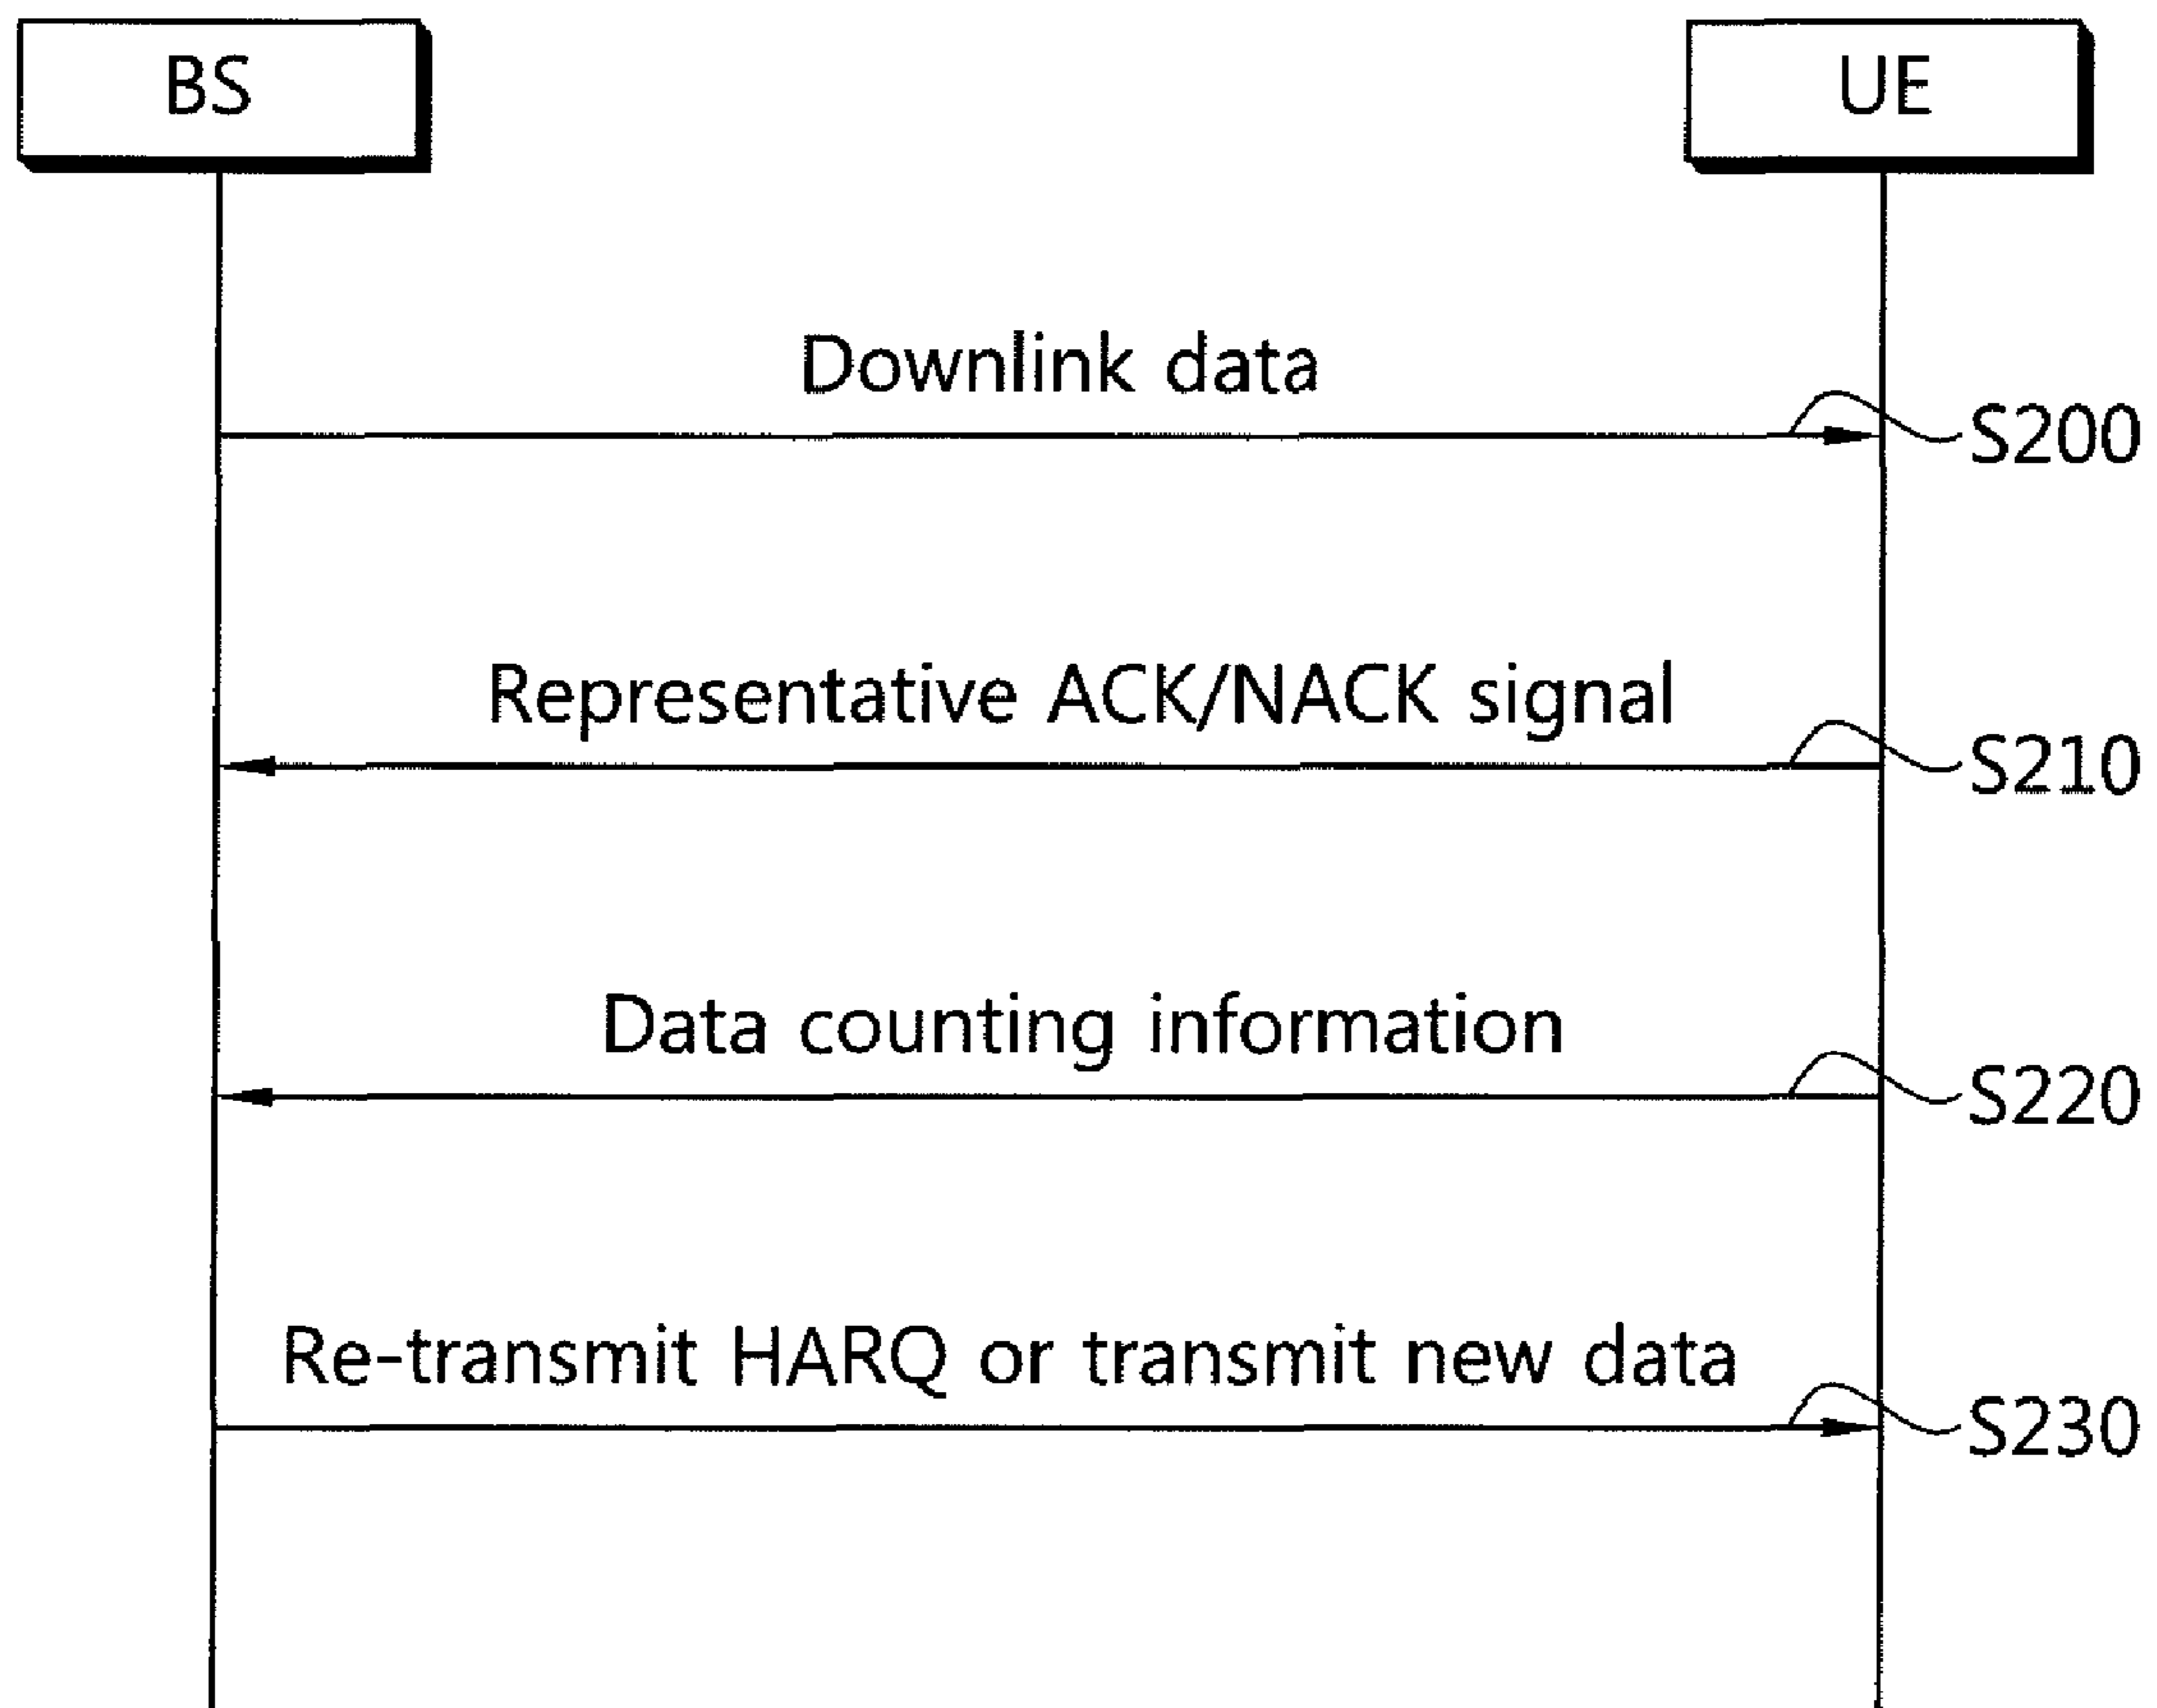 BS
UE
Downlink data
S200
Representative ACK/NACK signal
S210
Data counting information
S220
Re-transmit HARQ or transmit new data
S230